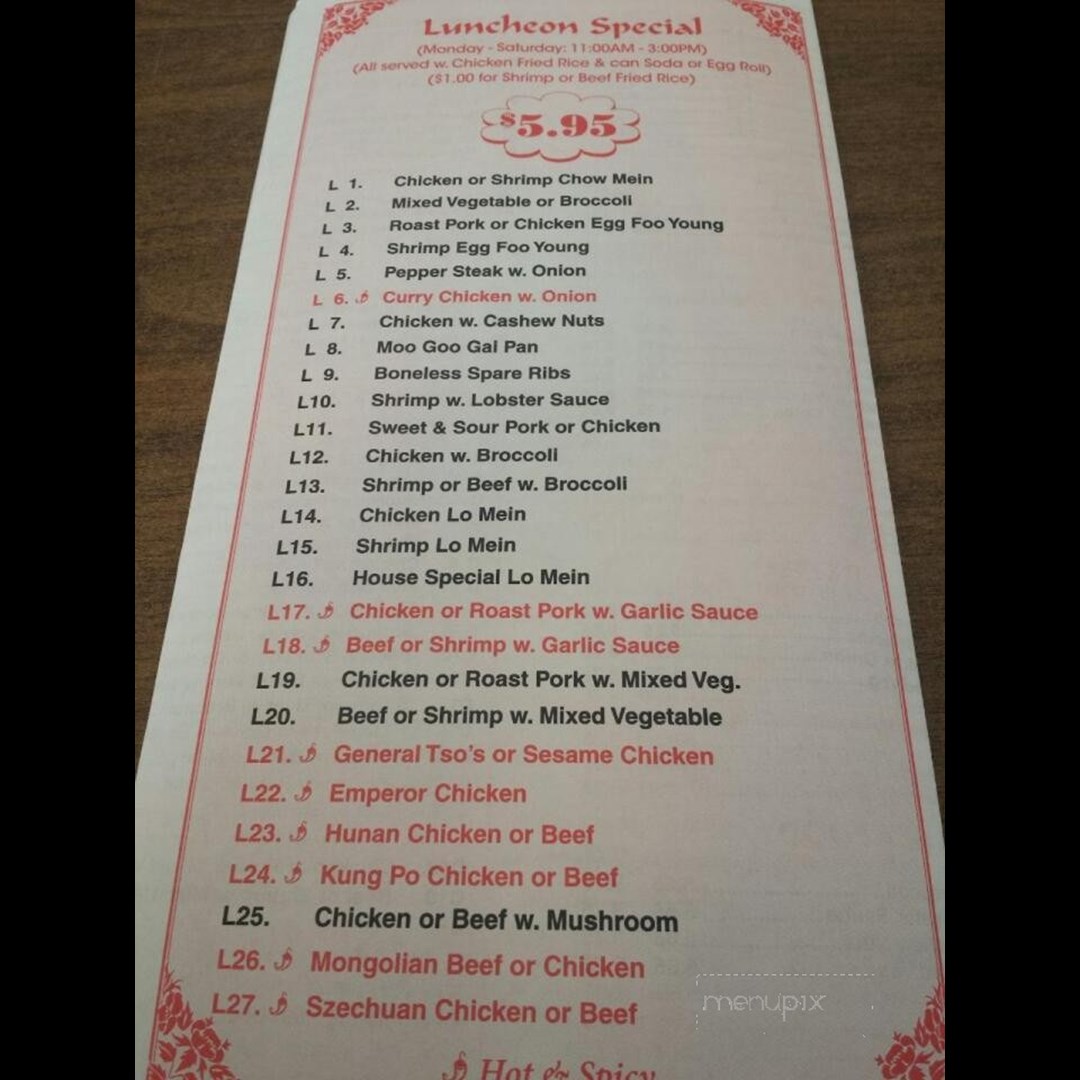 Luncheon Special
(Monday - Saturday: 11:00AM - 3:00PM)
(All served w. Chicken Fried Rice & can Soda or Egg Roll)
($1.00 for Shrimp or Beef Fried Rice)
$5.95
L 1. Chicken or Shrimp Chow Mein
L 2. Mixed Vegetable or Broccoli
L 3. Roast Pork or Chicken Egg Foo Young
L 4. Shrimp Egg Foo Young
L 5. Pepper Steak w. Onion
L 6. Curry Chicken w. Onion
L 7. Chicken w. Cashew Nuts
L 8. Moo Goo Gai Pan
L 9. Boneless Spare Ribs
L10. Shrimp w. Lobster Sauce
L11. Sweet & Sour Pork or Chicken
L12. Chicken w. Broccoli
L13. Shrimp or Beef w. Broccoli
L14. Chicken Lo Mein
L15. Shrimp Lo Mein
L16. House Special Lo Mein
L17. Chicken or Roast Pork w. Garlic Sauce
L18. Beef or Shrimp w. Garlic Sauce
L19. Chicken or Roast Pork w. Mixed Veg.
L20. Beef or Shrimp w. Mixed Vegetable
L21. General Tso's or Sesame Chicken
L22. Emperor Chicken
L23. Hunan Chicken or Beef
L24. Kung Po Chicken or Beef
L25. Chicken or Beef w. Mushroom
L26. Mongolian Beef or Chicken
L27. Szechuan Chicken or Beef
menupix
Hot & Spicy